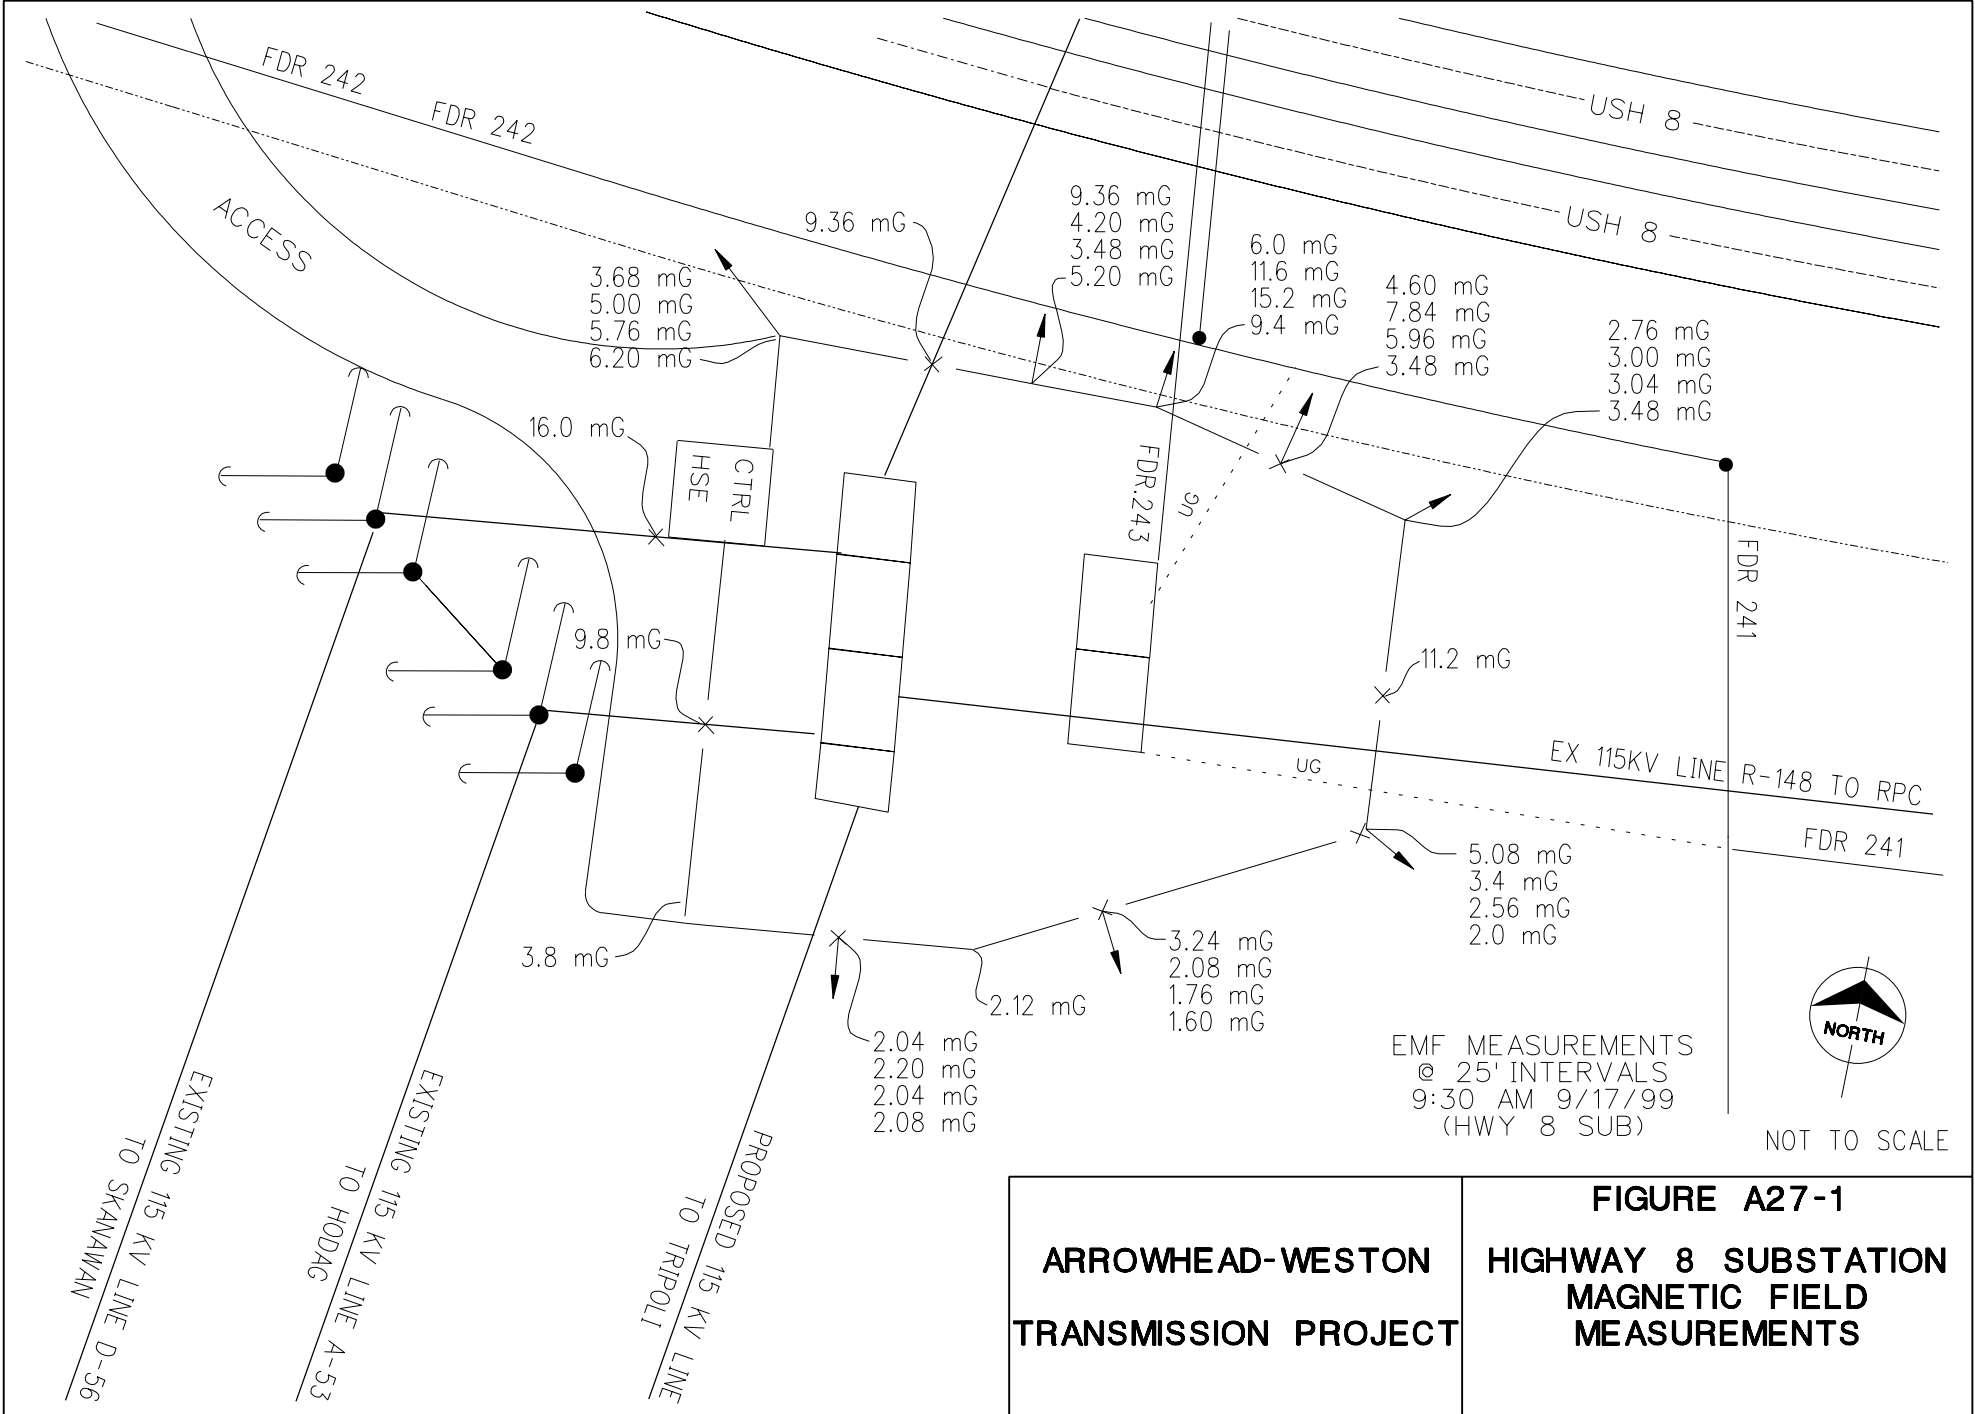 FDR 242
FDR 242
USH 8
USH 8
ACCESS
9.36 mG
9.36 mG
4.20 mG
3.48 mG
5.20 mG
6.0 mG
11.6 mG
15.2 mG
9.4 mG
4.60 mG
7.84 mG
5.96 mG
3.48 mG
2.76 mG
3.00 mG
3.04 mG
3.48 mG
3.68 mG
5.00 mG
5.76 mG
6.20 mG
16.0 mG
CTRL
HSE
FDR.243
UG
FDR 241
9.8 mG
11.2 mG
UG
EX 115KV LINE R-148 TO RPC
FDR 241
5.08 mG
3.4 mG
2.56 mG
2.0 mG
3.8 mG
3.24 mG
2.08 mG
1.76 mG
1.60 mG
2.12 mG
2.04 mG
2.20 mG
2.04 mG
2.08 mG
EXISTING 115 KV LINE D-56
TO SKANAWAN
EXISTING 115 KV LINE A-53
TO HODAG
PROPOSED 115 KV LINE
TO TRIPOLI
EMF MEASUREMENTS
@ 25' INTERVALS
9:30 AM 9/17/99
(HWY 8 SUB)
NORTH
NOT TO SCALE
ARROWHEAD-WESTON
TRANSMISSION PROJECT
FIGURE A27-1
HIGHWAY 8 SUBSTATION
MAGNETIC FIELD
MEASUREMENTS